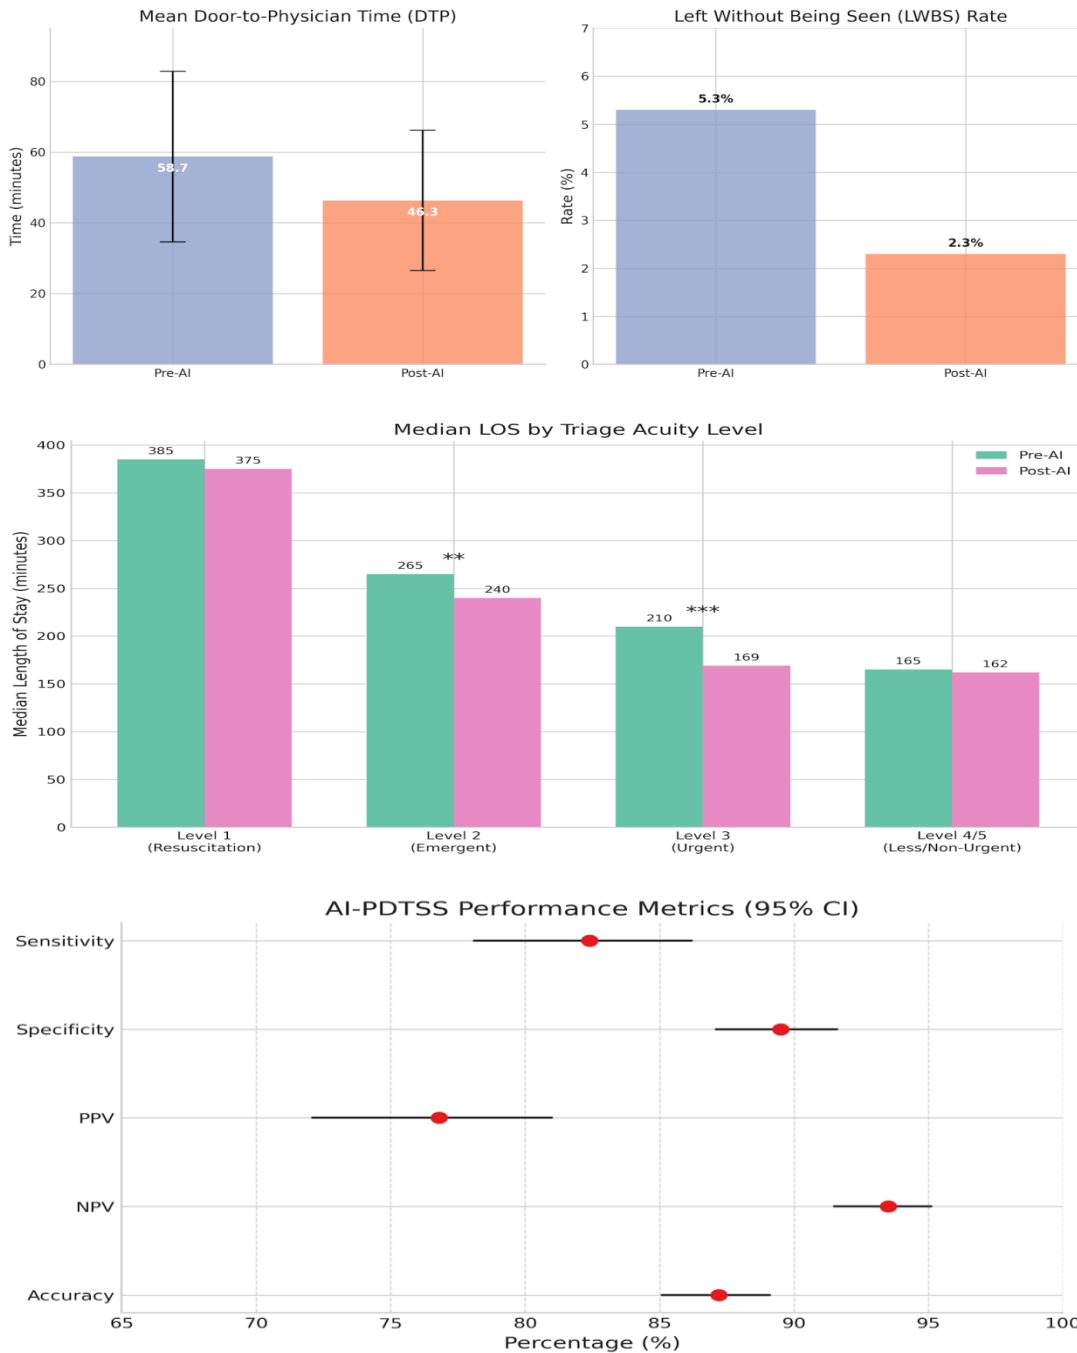 Mean Door-to-Physician Time (DTP)
Time (minutes)
80
60
40
20
0
58.7
46.3
Pre-AI
Post-AI
Left Without Being Seen (LWBS) Rate
Rate (%)
7
6
5
4
3
2
1
0
5.3%
2.3%
Pre-AI
Post-AI
Median LOS by Triage Acuity Level
Median Length of Stay (minutes)
400
350
300
250
200
150
100
50
0
Pre-AI
Post-AI
385
375
265
**
240
210
***
169
165
162
Level 1
(Resuscitation)
Level 2
(Emergent)
Level 3
(Urgent)
Level 4/5
(Less/Non-Urgent)
AI-PDTSS Performance Metrics (95% CI)
Sensitivity
Specificity
PPV
NPV
Accuracy
65
70
75
80
85
90
95
100
Percentage (%)